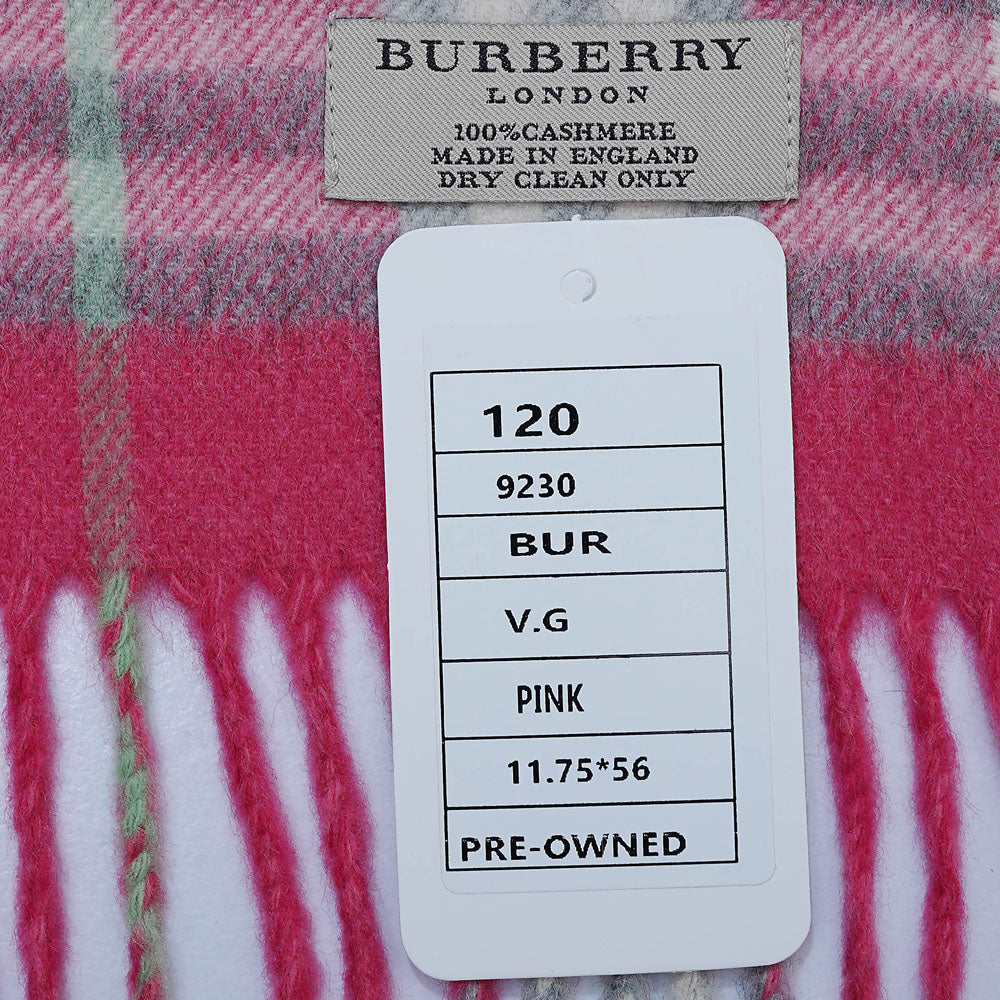 BURBERRY
LONDON
100%CASHMERE
MADE IN ENGLAND
DRY CLEAN ONLY
120
9230
BUR
V.G
PINK
11.75*56
PRE-OWNED